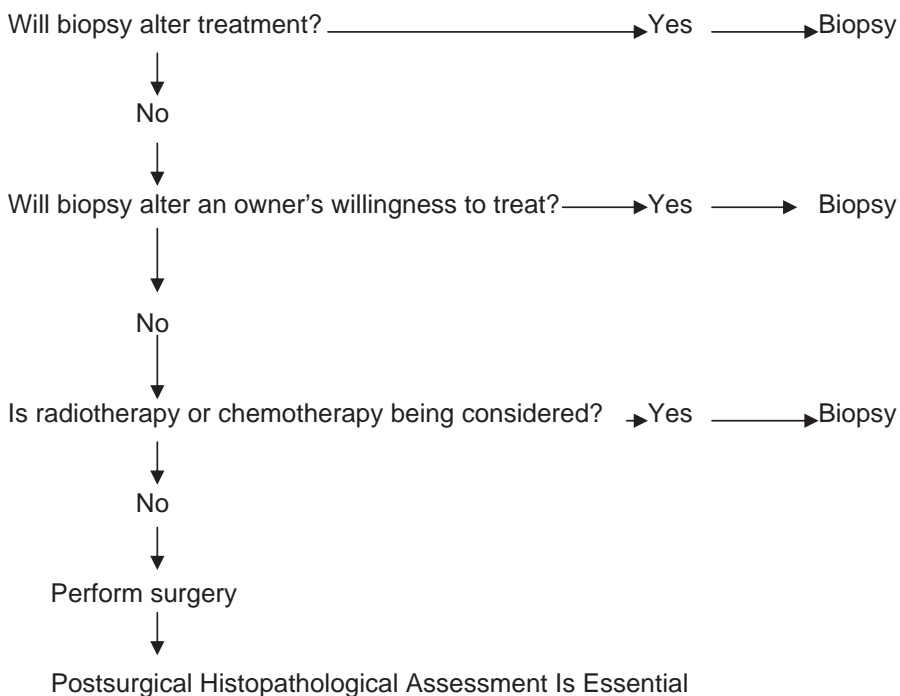 Will biopsy alter treatment? Yes Biopsy
No
Will biopsy alter an owner's willingness to treat? Yes Biopsy
No
Is radiotherapy or chemotherapy being considered? Yes Biopsy
No
Perform surgery
Postsurgical Histopathological Assessment Is Essential